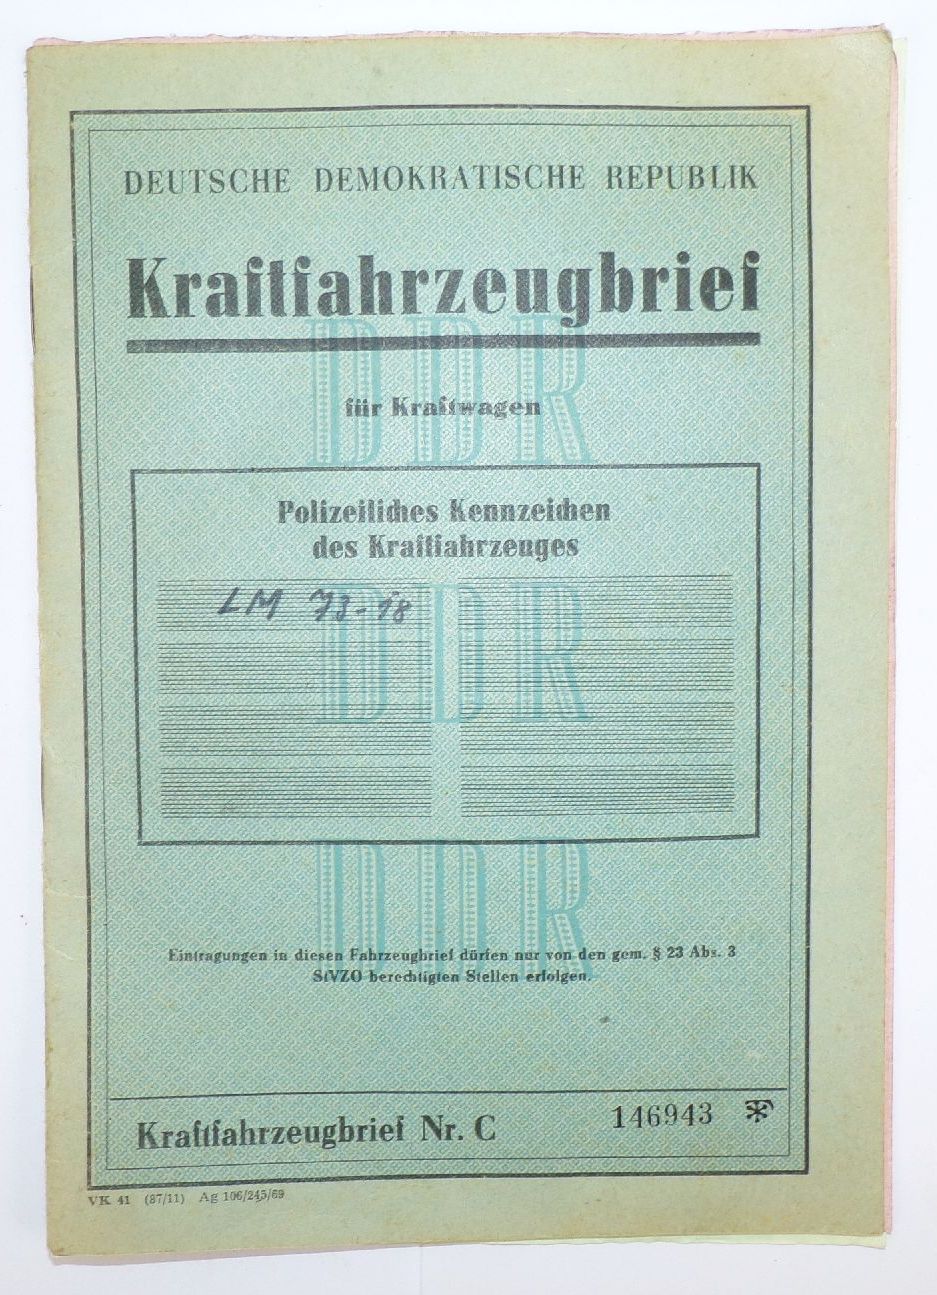 DEUTSCHE DEMOKRATISCHE REPUBLIK
Kraftfahrzeugbrief
DDR
für Kraftwagen
Polizeiliches Kennzeichen
des Kraftfahrzeuges
LM 73-18
DDR
DDR
Eintragungen in diesen Fahrzeugbrief dürfen nur von den gem. § 23 Abs. 3
StVZO berechtigten Stellen erfolgen.
Kraftfahrzeugbrief Nr. C 146943
VK 41 (87/11) Ag 106/245/69